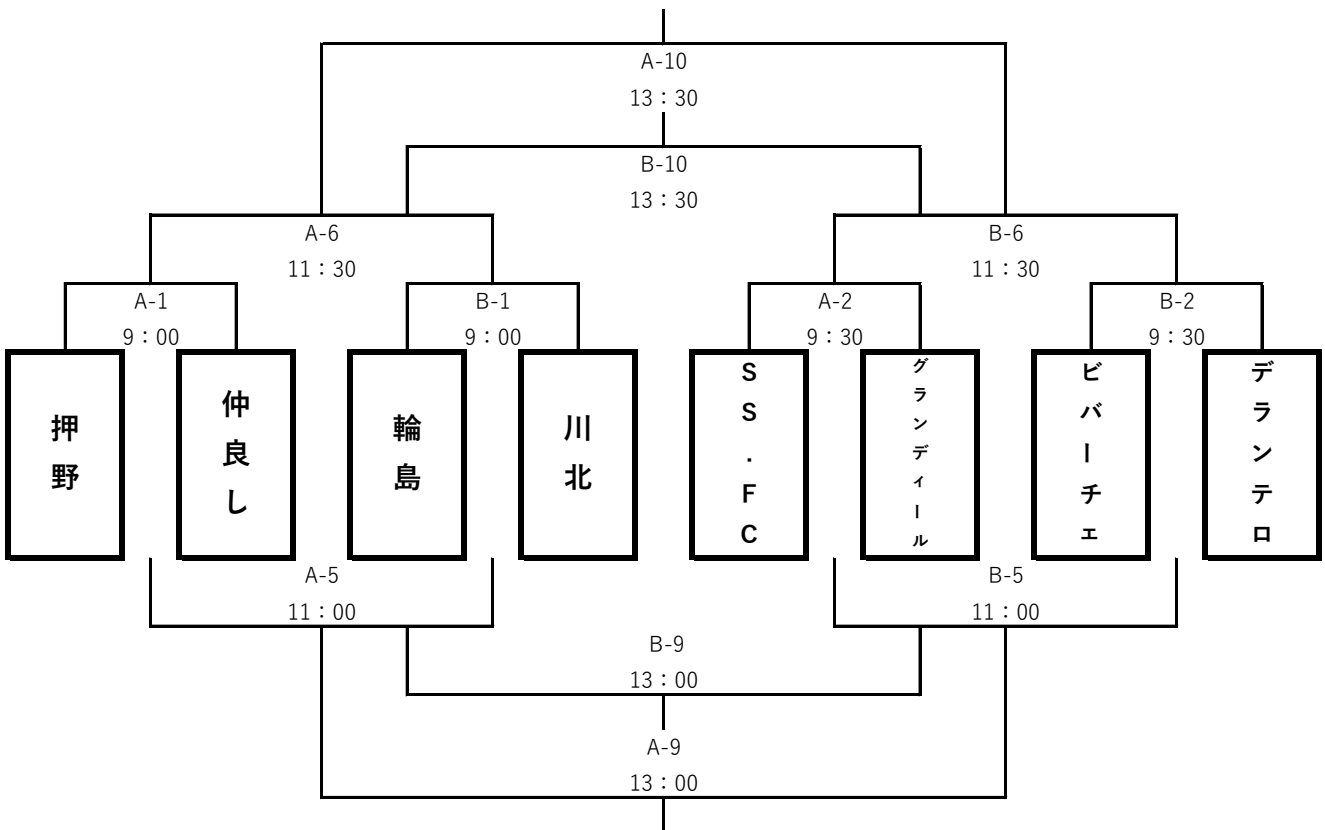 A-10
13：30
B-10
13：30
A-6
11：30
B-6
11：30
A-1
9：00
B-1
9：00
A-2
9：30
B-2
9：30
押野
仲良し
輪島
川北
SS.FC
グランディール
ビバーチェ
デランテロ
A-5
11：00
B-5
11：00
B-9
13：00
A-9
13：00